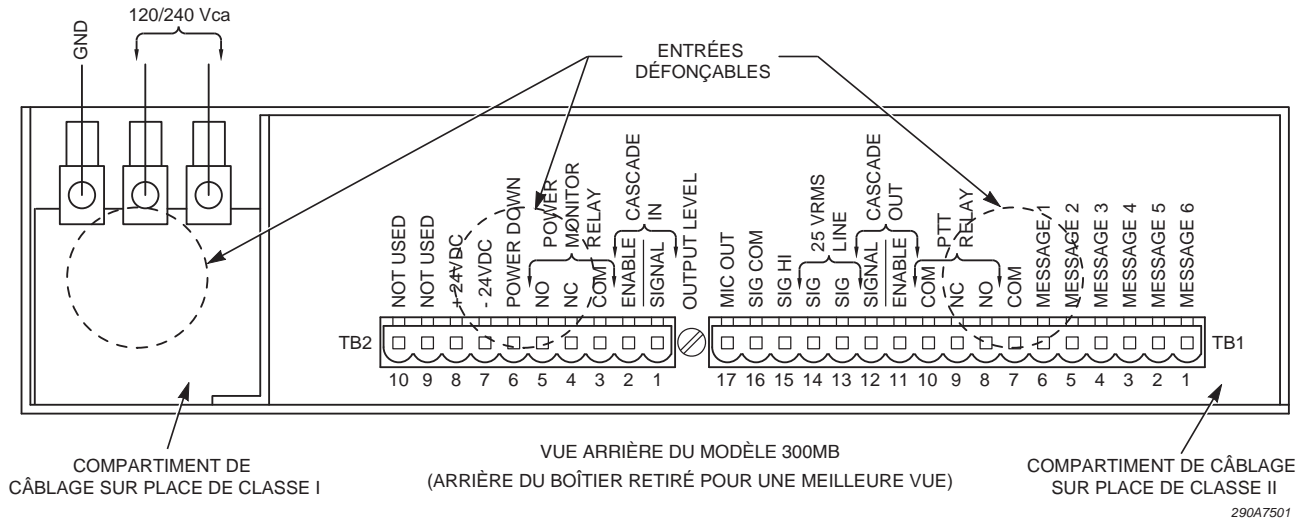 120/240 Vca
GND
ENTRÉES
DÉFONÇABLES
NOT USED
NOT USED
+24VDC
- 24VDC
POWER DOWN
NO
NC
COM
POWER
MONITOR
RELAY
ENABLE
SIGNAL
CASCADE
IN
OUTPUT LEVEL
MIC OUT
SIG COM
SIG HI
SIG
SIG
25 VRMS
LINE
SIGNAL
ENABLE
CASCADE
OUT
COM
NC
NO
PTT
RELAY
COM
MESSAGE 1
MESSAGE 2
MESSAGE 3
MESSAGE 4
MESSAGE 5
MESSAGE 6
TB2
TB1
10 9 8 7 6 5 4 3 2 1
17 16 15 14 13 12 11 10 9 8 7 6 5 4 3 2 1
COMPARTIMENT DE
CÂBLAGE SUR PLACE DE CLASSE I
VUE ARRIÈRE DU MODÈLE 300MB
(ARRIÈRE DU BOÎTIER RETIRÉ POUR UNE MEILLEURE VUE)
COMPARTIMENT DE CÂBLAGE
SUR PLACE DE CLASSE II
290A7501